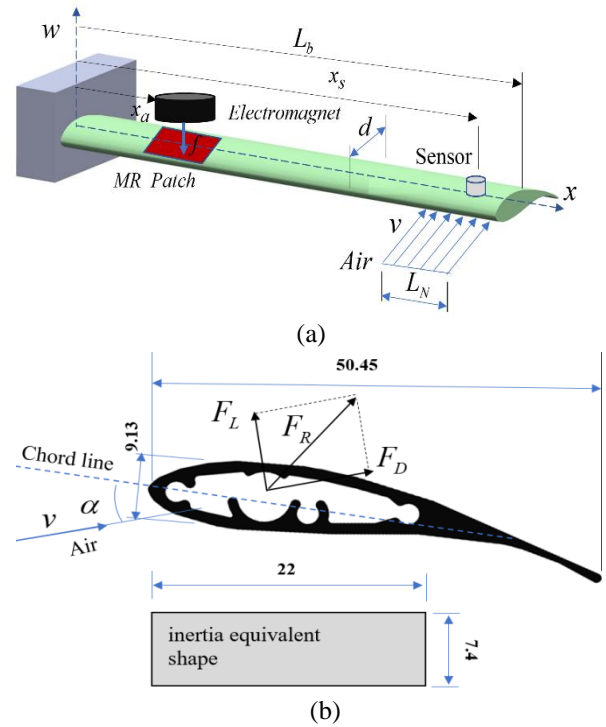 w
L_b
x_s
x_a
Electromagnet
d
f
Sensor
MR Patch
x
v
Air
L_N
(a)
50.45
9.13
F_L
F_R
F_D
Chord line
α
v
Air
22
inertia equivalent
shape
7.4
(b)